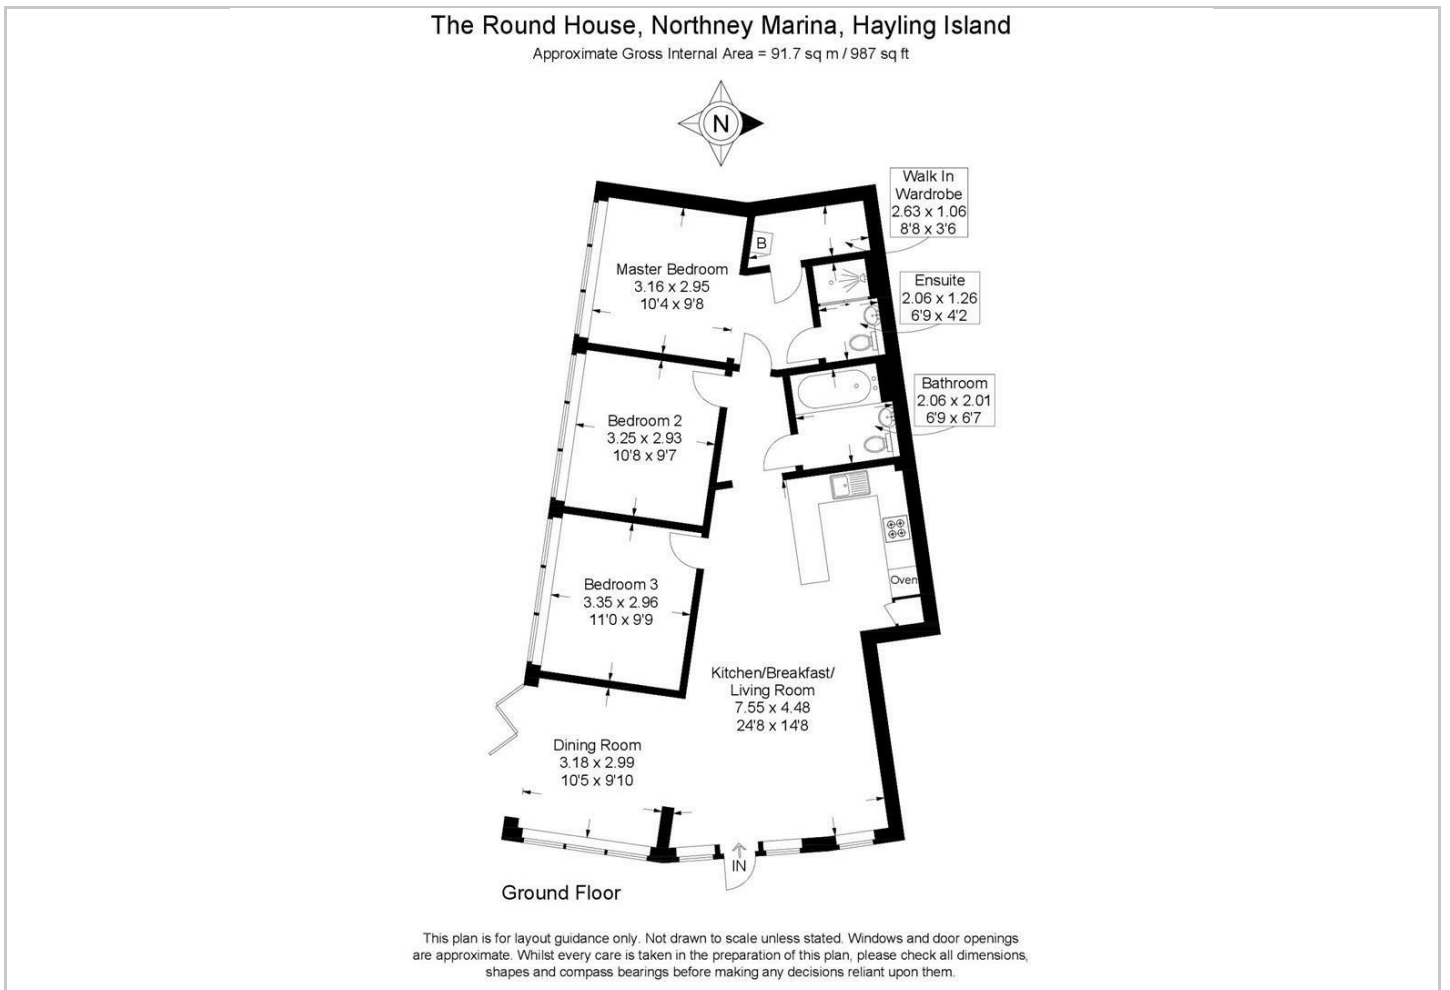 The Round House, Northney Marina, Hayling Island
Approximate Gross Internal Area = 91.7 sq m / 987 sq ft
N
Walk In
Wardrobe
2.63 x 1.06
8'8 x 3'6
B
Master Bedroom
3.16 x 2.95
10'4 x 9'8
Ensuite
2.06 x 1.26
6'9 x 4'2
Bathroom
2.06 x 2.01
6'9 x 6'7
Bedroom 2
3.25 x 2.93
10'8 x 9'7
Bedroom 3
3.35 x 2.96
11'0 x 9'9
Oven
Kitchen/Breakfast/
Living Room
7.55 x 4.48
24'8 x 14'8
Dining Room
3.18 x 2.99
10'5 x 9'10
IN
Ground Floor
This plan is for layout guidance only. Not drawn to scale unless stated. Windows and door openings
are approximate. Whilst every care is taken in the preparation of this plan, please check all dimensions,
shapes and compass bearings before making any decisions reliant upon them.